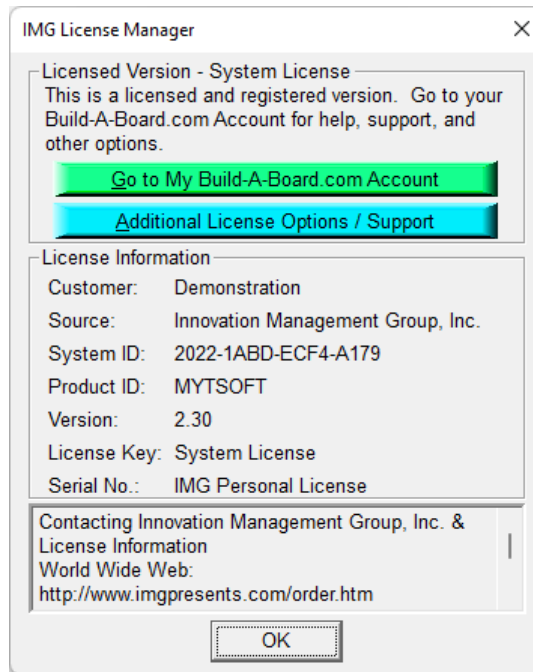 IMG License Manager
Licensed Version - System License
This is a licensed and registered version. Go to your
Build-A-Board.com Account for help, support, and
other options.
Go to My Build-A-Board.com Account
Additional License Options / Support
License Information
Customer: Demonstration
Source: Innovation Management Group, Inc.
System ID: 2022-1ABD-ECF4-A179
Product ID: MYTSOFT
Version: 2.30
License Key: System License
Serial No.: IMG Personal License
Contacting Innovation Management Group, Inc. &
License Information
World Wide Web:
http://www.imgpresents.com/order.htm
OK